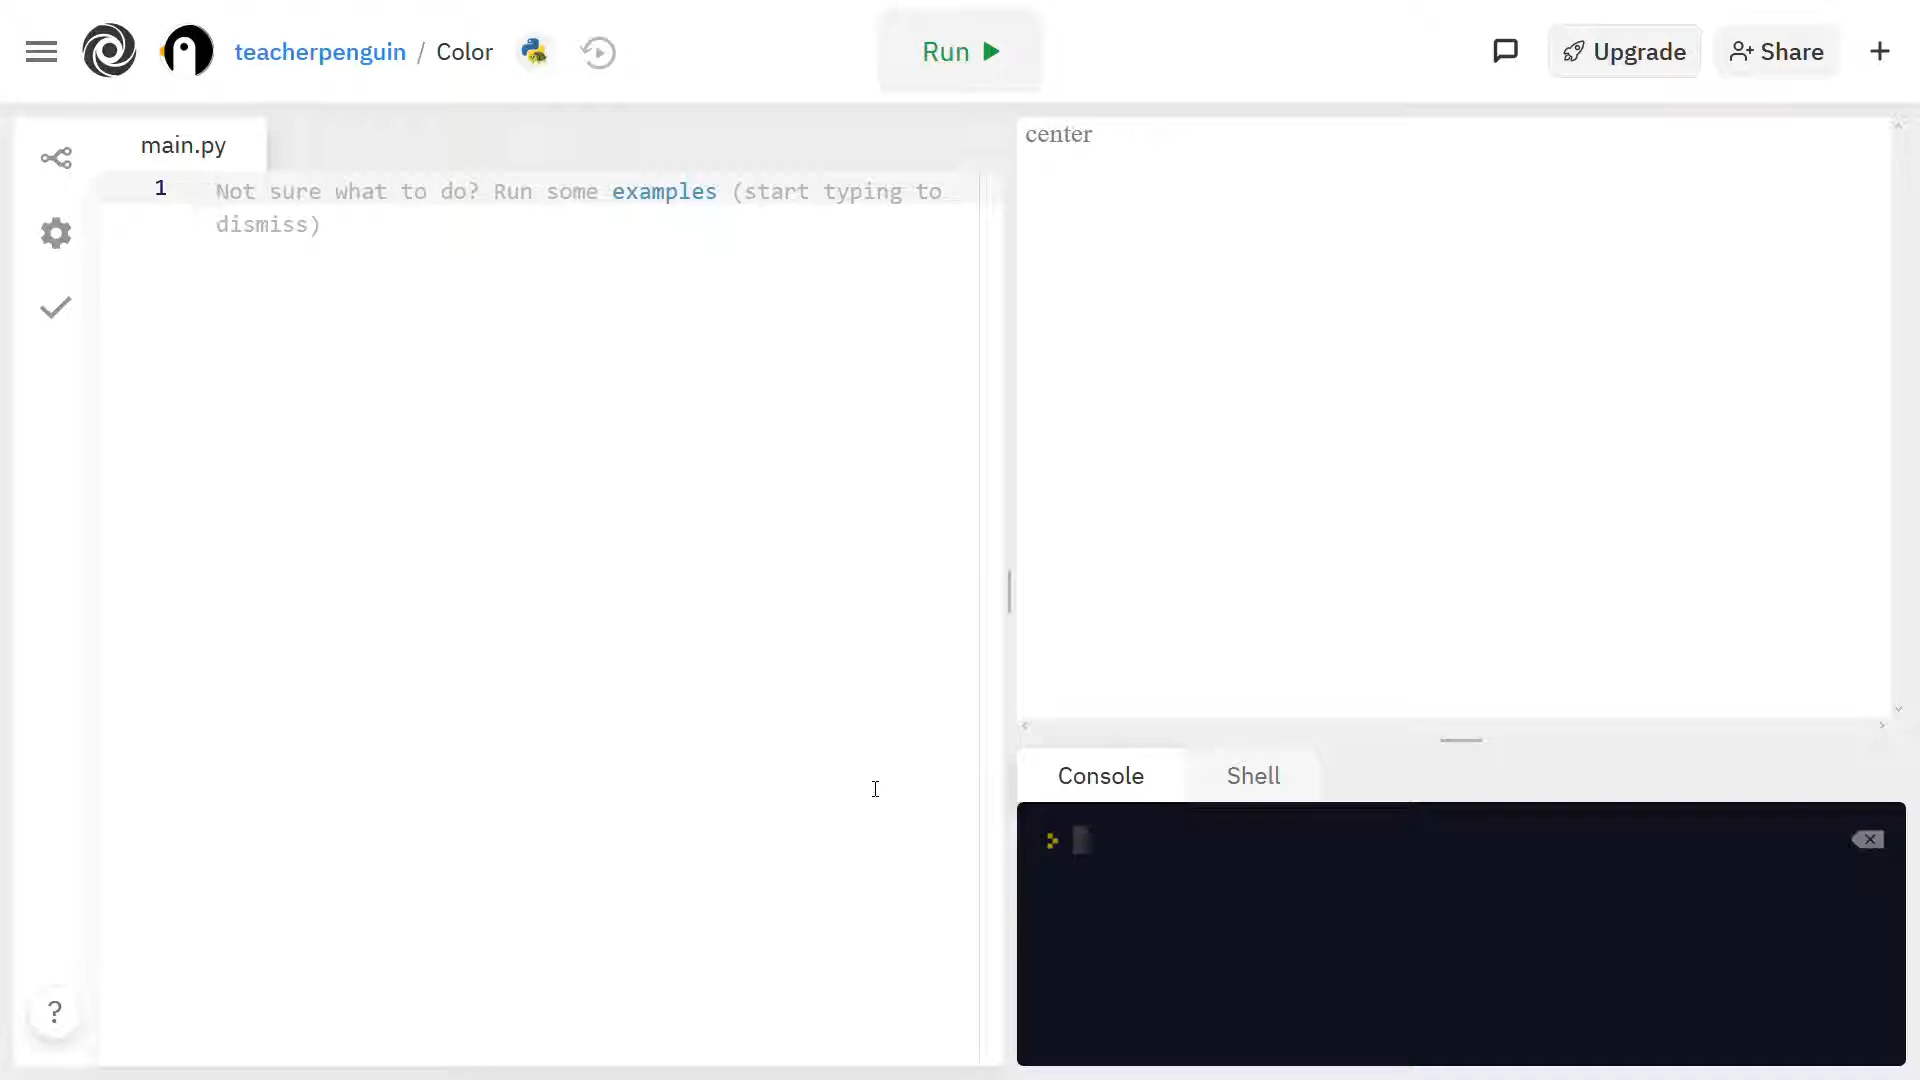 teacherpenguin / Color
Run
Upgrade
Share
+
main.py
1
Not sure what to do? Run some examples (start typing to
dismiss)
center
Console
Shell
?